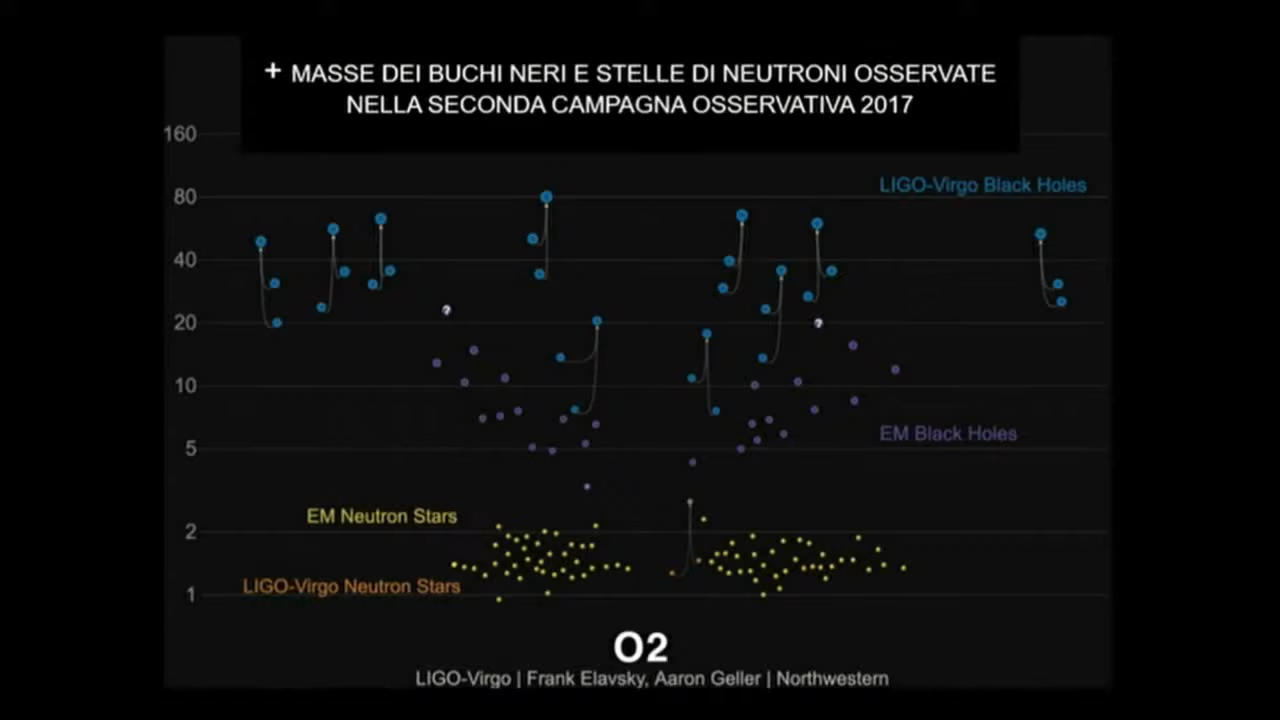 + MASSE DEI BUCHI NERI E STELLE DI NEUTRONI OSSERVATE
NELLA SECONDA CAMPAGNA OSSERVATIVA 2017
160
LIGO-Virgo Black Holes
80
40
20
10
EM Black Holes
5
EM Neutron Stars
2
LIGO-Virgo Neutron Stars
1
O2
LIGO-Virgo | Frank Elavsky, Aaron Geller | Northwestern